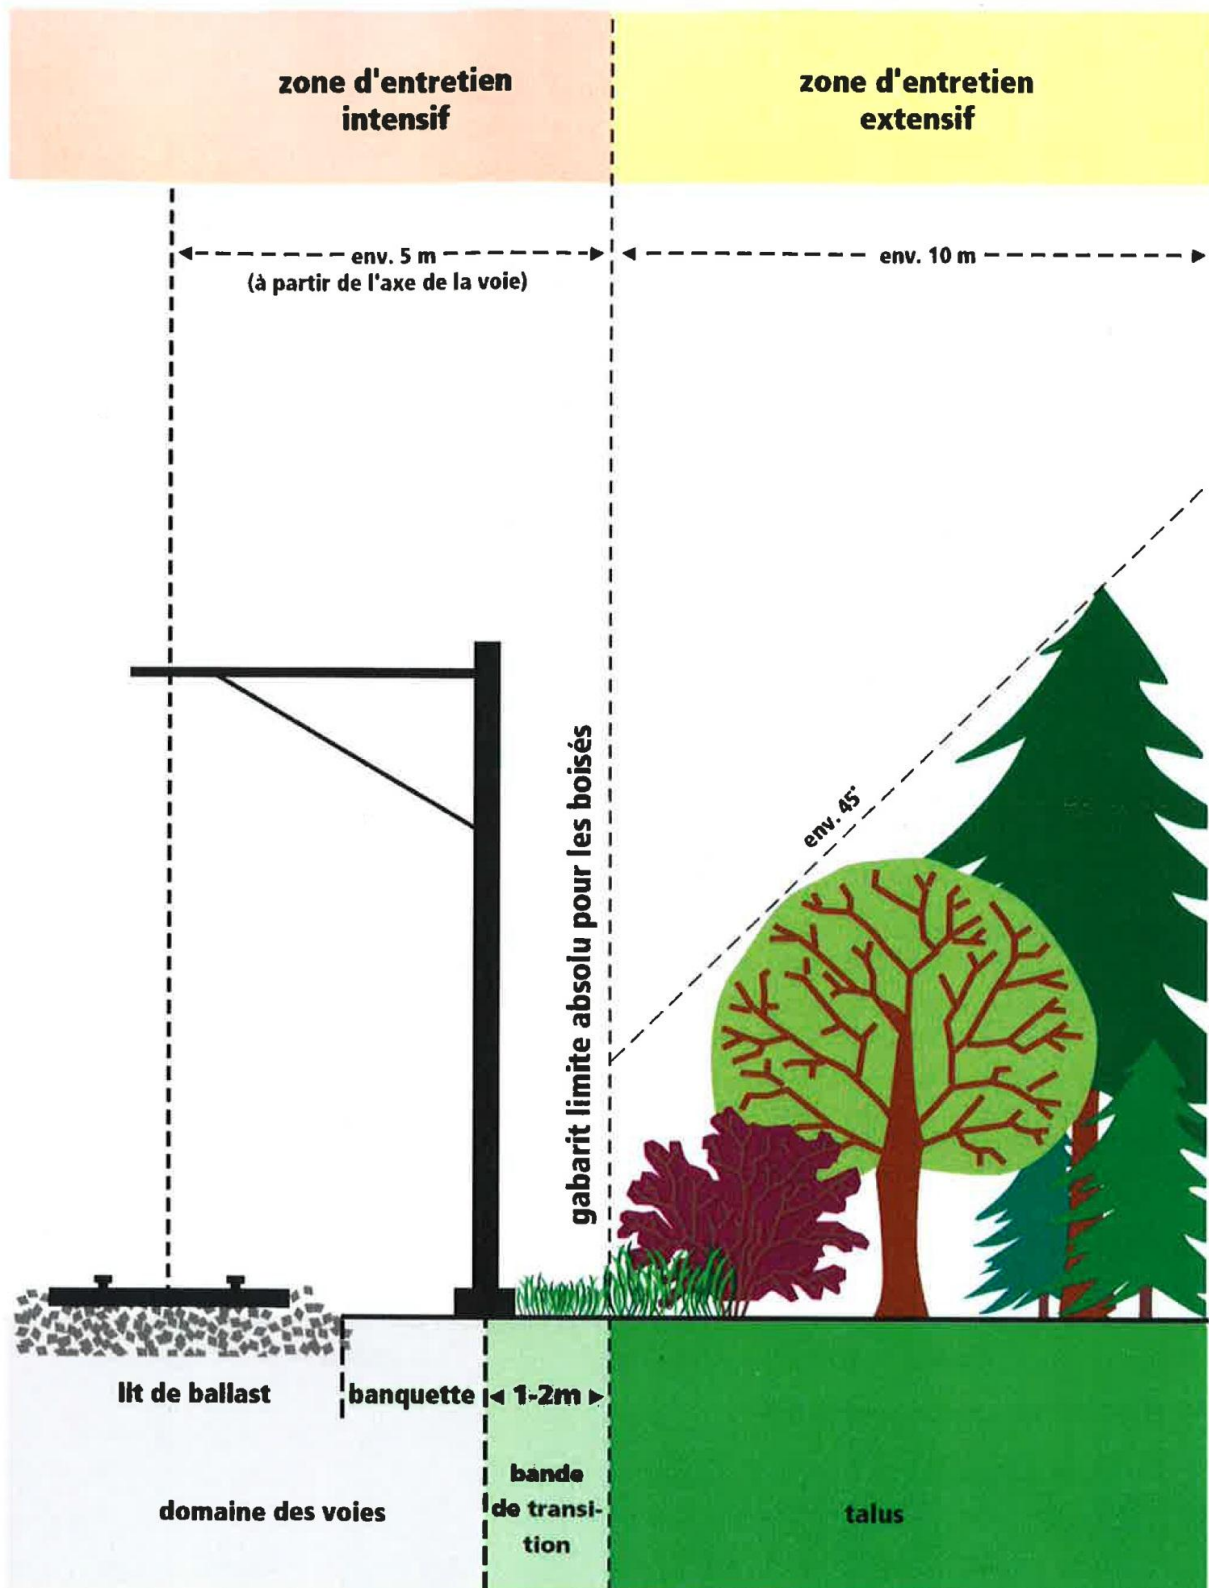 zone d'entretien
intensif
zone d'entretien
extensif
env. 5 m
(à partir de l'axe de la voie)
env. 10 m
env. 45°
gabarit limite absolu pour les boisés
lit de ballast
banquette
1-2m
domaine des voies
bande
de transi-
tion
talus